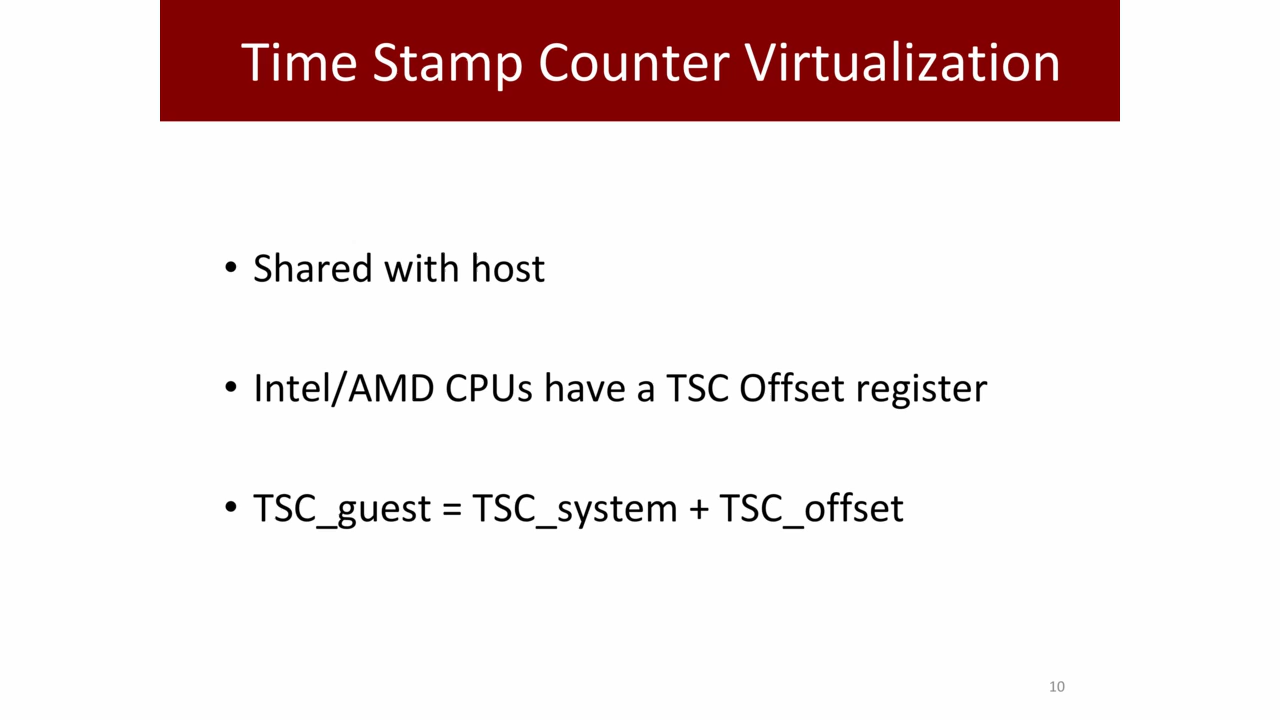 Time Stamp Counter Virtualization
• Shared with host
• Intel/AMD CPUs have a TSC Offset register
• TSC_guest = TSC_system + TSC_offset
10